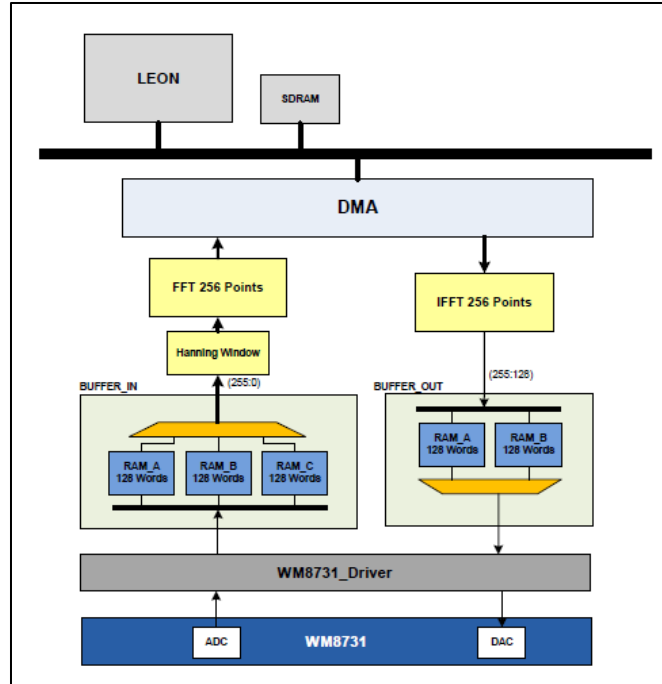 LEON
SDRAM
DMA
FFT 256 Points
IFFT 256 Points
Hanning Window
(255:0)
(255:128)
BUFFER_IN
BUFFER_OUT
RAM_A
128 Words
RAM_B
128 Words
RAM_C
128 Words
RAM_A
128 Words
RAM_B
128 Words
WM8731_Driver
ADC
WM8731
DAC